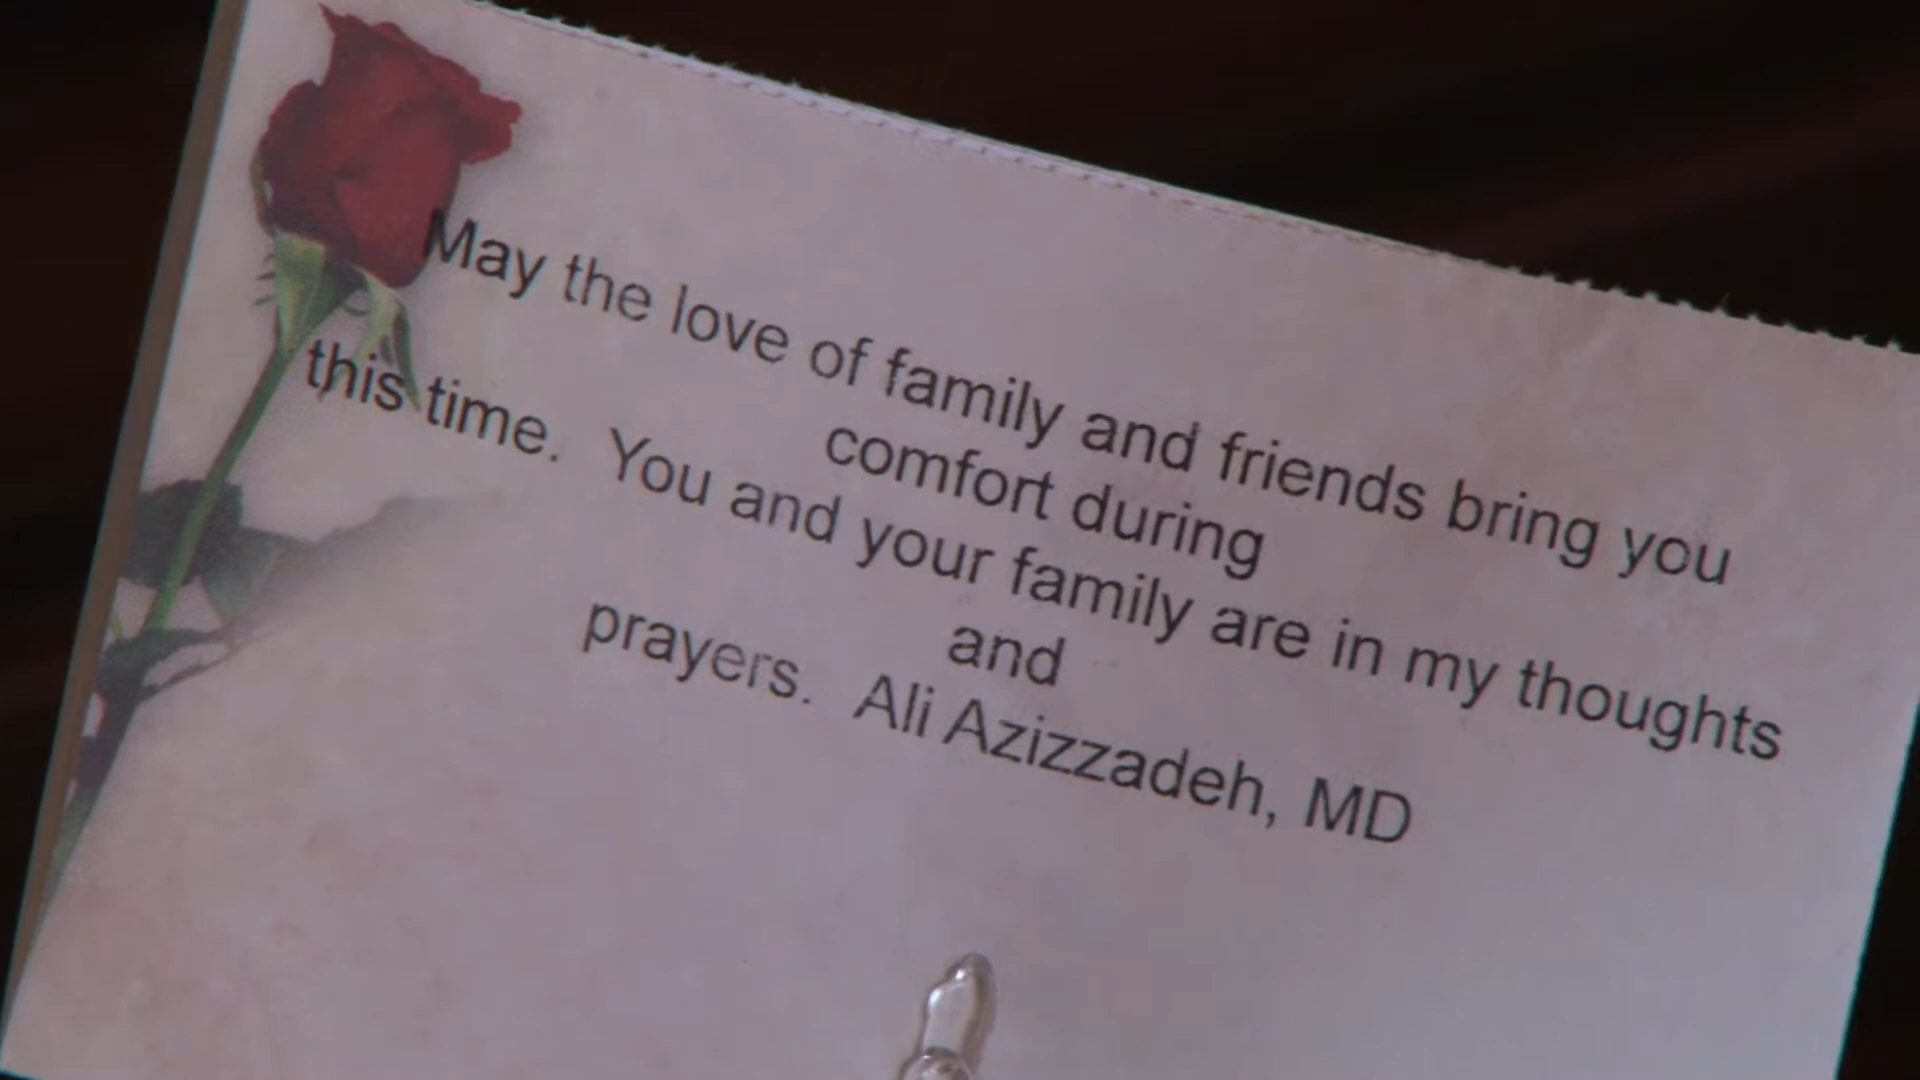 May the love of family and friends bring you
comfort during
this time.  You and your family are in my thoughts
and
prayers.  Ali Azizzadeh, MD